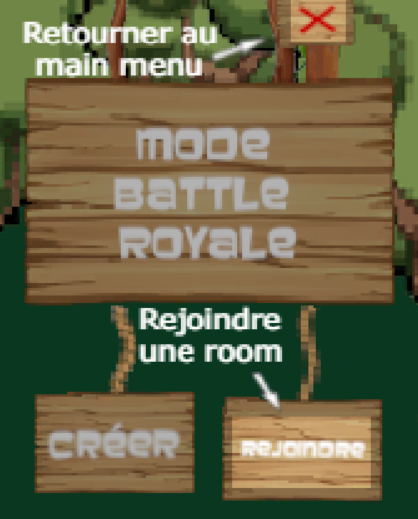 Retourner au
main menu
MODE
BATTLE
ROYALE
Rejoindre
une room
CRÉER
REJOINDRE